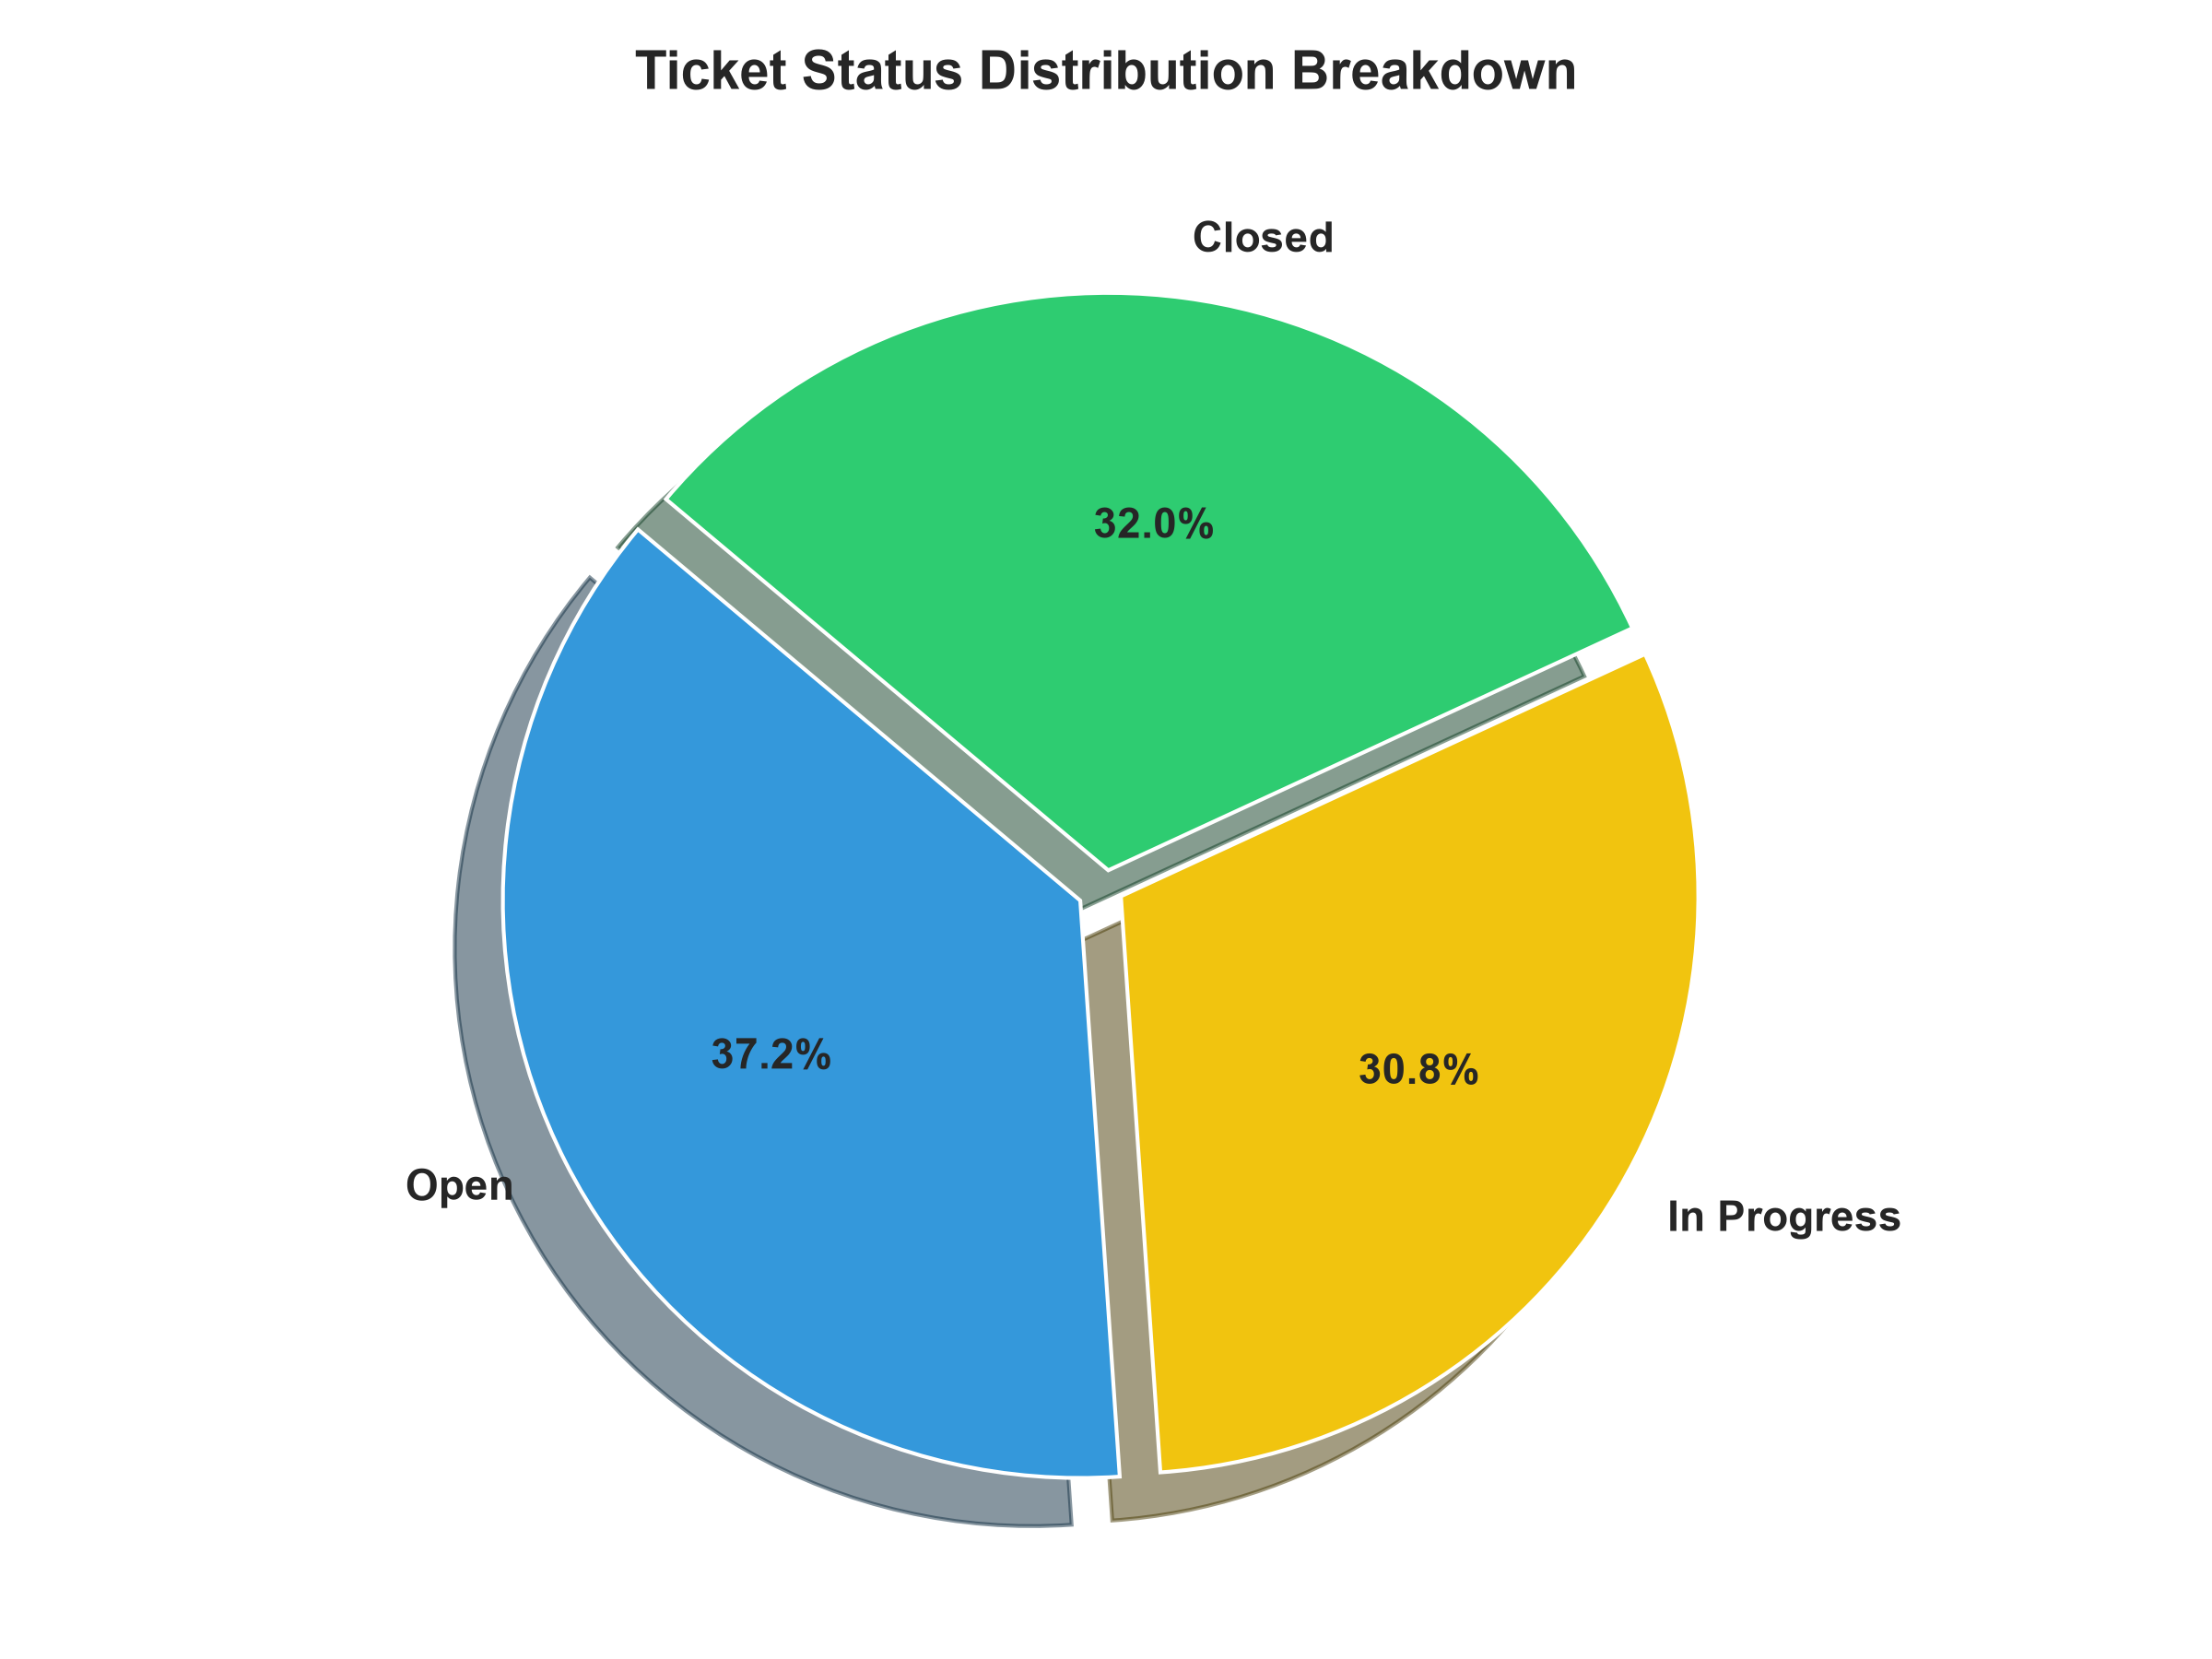 Ticket Status Distribution Breakdown
Closed
32.0%
37.2%
30.8%
Open
In Progress